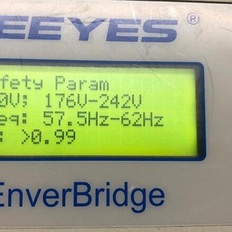 EEYES®
fety Param
0V; 176V-242V
eq: 57.5Hz-62Hz
: >0.99
EnverBridge